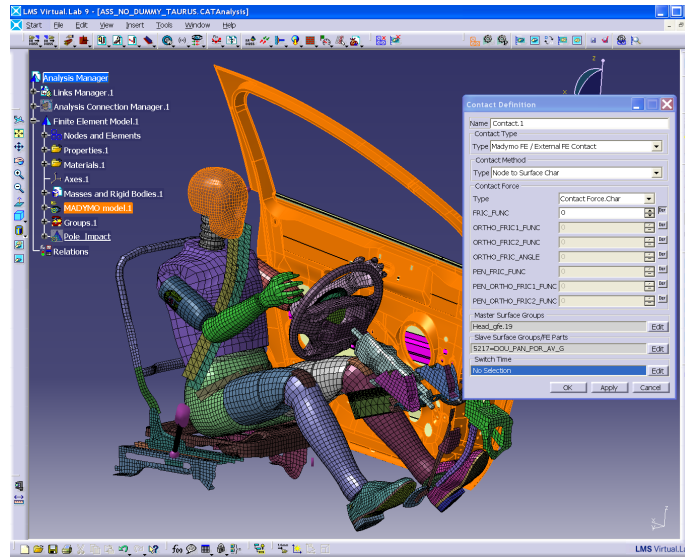 LMS Virtual.Lab 9 - [ASS_NO_DUMMY_TAURUS.CATAnalysis]
Start File Edit View Insert Tools Window Help
Analysis Manager
Links Manager.1
Analysis Connection Manager.1
Finite Element Model.1
Nodes and Elements
Properties.1
Materials.1
Axes.1
Masses and Rigid Bodies.1
MADYMO model.1
Groups.1
Pole_Impact
Relations
z
x
Contact Definition
Name Contact.1
Contact Type
Type Madymo FE / External FE Contact
Contact Method
Type Node to Surface Char
Contact Force
Type Contact Force.Char
FRIC_FUNC 0
ORTHO_FRIC1_FUNC 0
ORTHO_FRIC2_FUNC 0
ORTHO_FRIC_ANGLE 0
PEN_FRIC_FUNC 0
PEN_ORTHO_FRIC1_FUNC 0
PEN_ORTHO_FRIC2_FUNC 0
Master Surface Groups
Head_gfe.19 Edit
Slave Surface Groups/FE Parts
5217=DOU_PAN_FOR_AV_G Edit
Switch Time
No Selection Edit
OK Apply Cancel
LMS Virtual.La